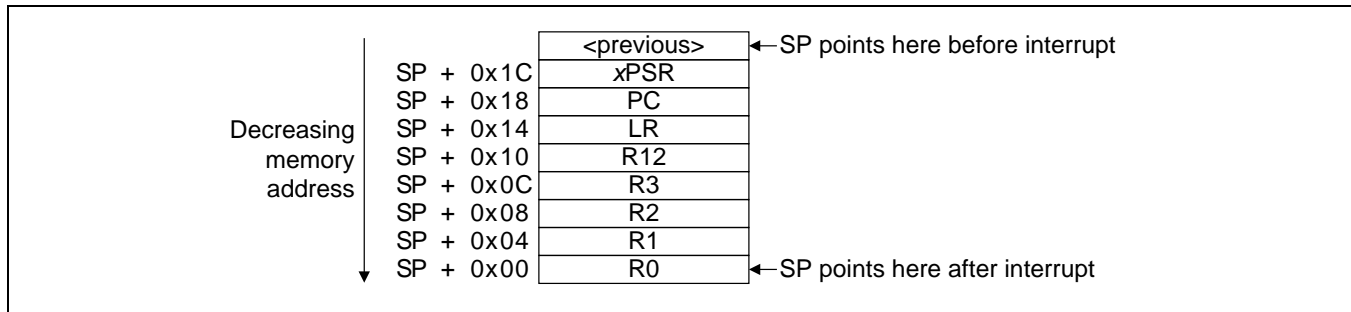 <previous> SP points here before interrupt
SP + 0x1C xPSR
SP + 0x18 PC
Decreasing SP + 0x14 LR
memory SP + 0x10 R12
address SP + 0x0C R3
SP + 0x08 R2
SP + 0x04 R1
SP + 0x00 R0 SP points here after interrupt